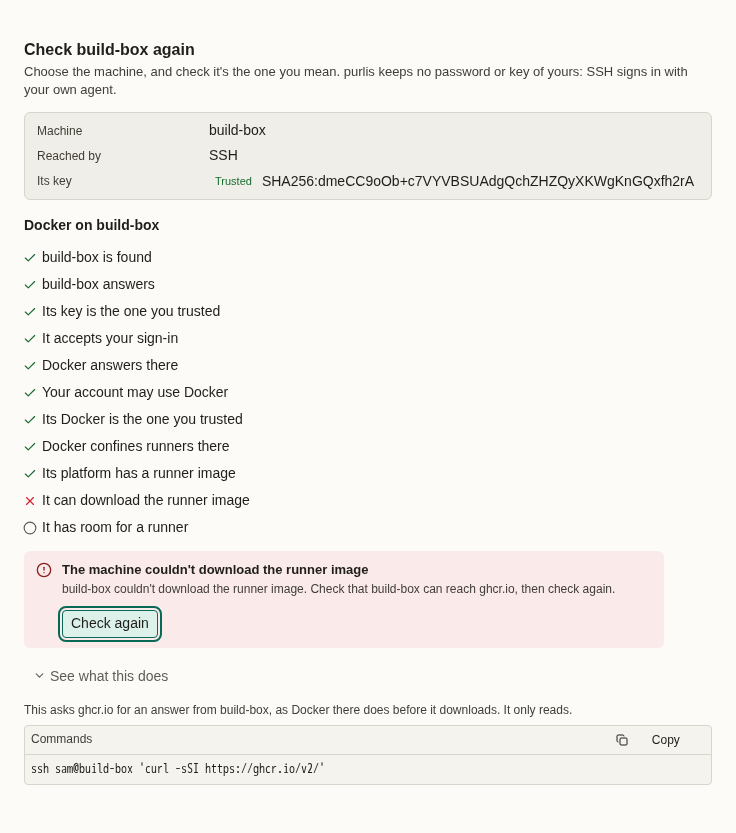 Check build-box again
Choose the machine, and check it's the one you mean. purlis keeps no password or key of yours: SSH signs in with
your own agent.
Machine build-box
Reached by SSH
Its key Trusted SHA256:dmeCC9oOb+c7VYVBSUAdgQchZHZQyXKWgKnGQxfh2rA
Docker on build-box
build-box is found
build-box answers
Its key is the one you trusted
It accepts your sign-in
Docker answers there
Your account may use Docker
Its Docker is the one you trusted
Docker confines runners there
Its platform has a runner image
It can download the runner image
It has room for a runner
The machine couldn't download the runner image
build-box couldn't download the runner image. Check that build-box can reach ghcr.io, then check again.
Check again
See what this does
This asks ghcr.io for an answer from build-box, as Docker there does before it downloads. It only reads.
Commands Copy
ssh sam@build-box 'curl -sSI https://ghcr.io/v2/'